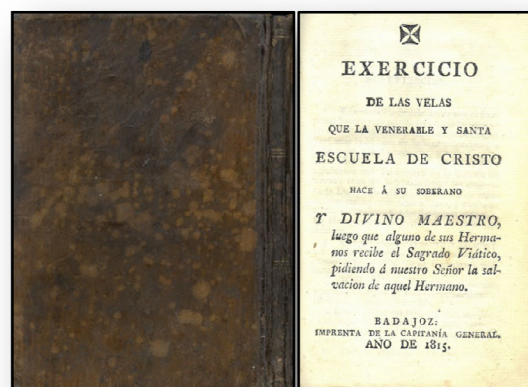 EXERCICIO
DE LAS VELAS
QUE LA VENERABLE Y SANTA
ESCUELA DE CRISTO
HACE Á SU SOBERANO
Y DIVINO MAESTRO,
luego que alguno de sus Herma-
nos recibe el Sagrado Viático,
pidiendo á nuestro Señor la sal-
vacion de aquel Hermano.
BADAJOZ:
IMPRENTA DE LA CAPITANÍA GENERAL.
AÑO DE 1815.